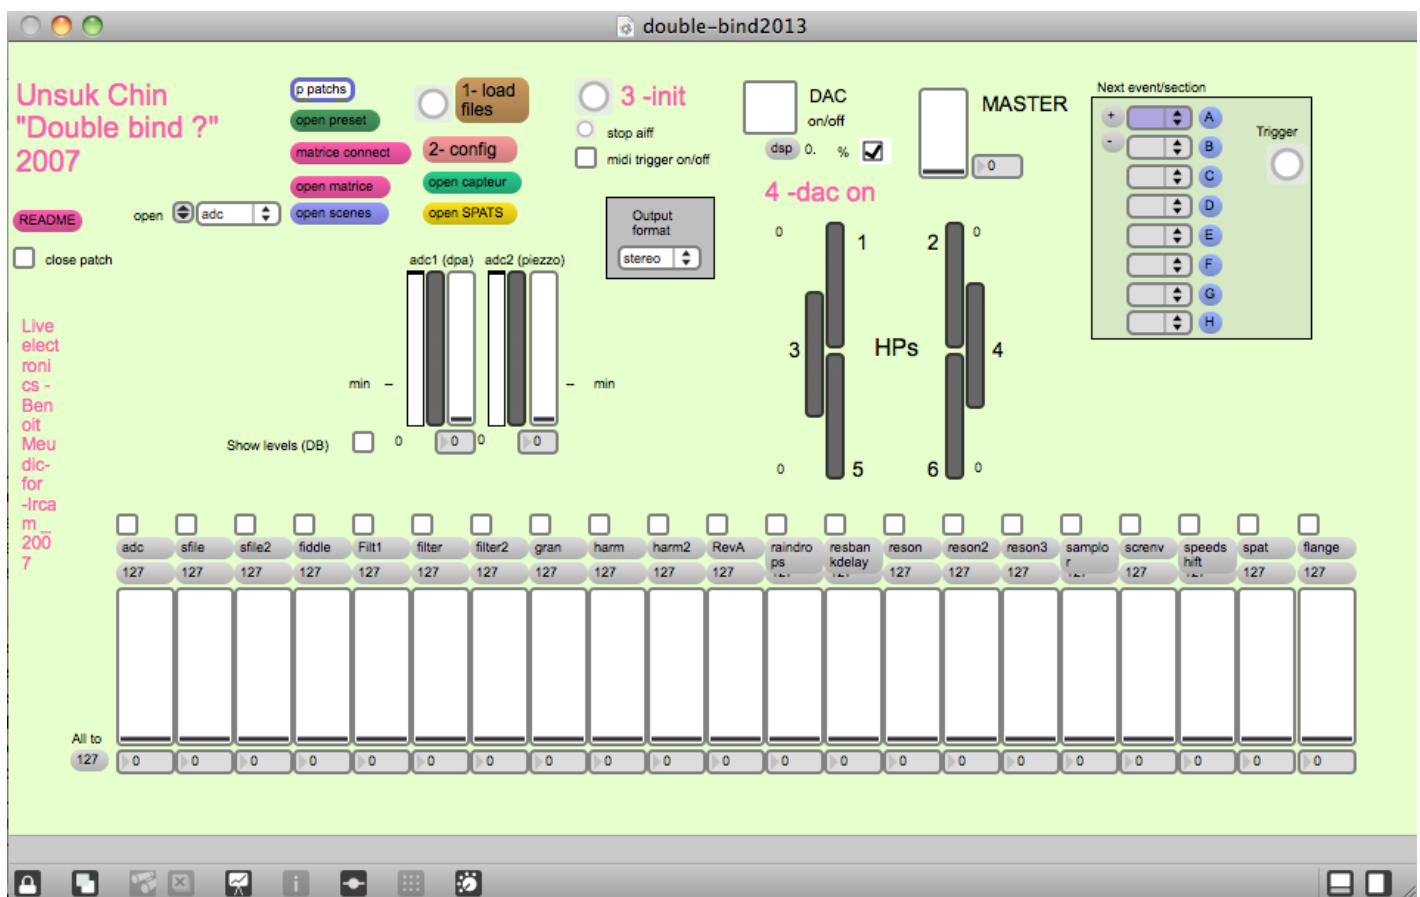 double-bind2013
Unsuk Chin
"Double bind ?"
2007
README
close patch
open
adc
p patchs
open preset
matrice connect
open matrice
open scenes
1- load
files
2- config
open capteur
open SPATS
3 -init
stop aiff
midi trigger on/off
Output
format
stereo
DAC
on/off
dsp 0. %
4 -dac on
MASTER
0
Next event/section
+
-
A
B
C
D
E
F
G
H
Trigger
adc1 (dpa) adc2 (piezzo)
min – – min
Show levels (DB) 0 0 0 0
0 1 2 0
3 HPs 4
0 5 6 0
Live
elect
roni
cs -
Ben
oit
Meu
dic-
for
-Irca
m _
200
7
adc sfile sfile2 fiddle Filt1 filter filter2 gran harm harm2 RevA raindro resban reson reson2 reson3 samplo screnv speeds spat flange
ps kdelay r hift
127 127 127 127 127 127 127 127 127 127 127 127 127 127 127 127 127
All to
127 0 0 0 0 0 0 0 0 0 0 0 0 0 0 0 0 0 0 0 0 0